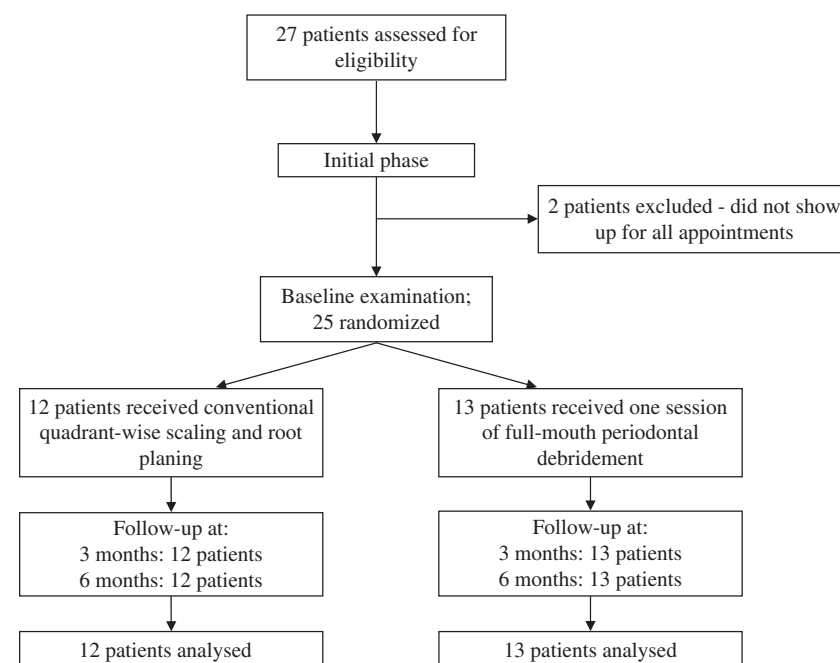 27 patients assessed for
eligibility
Initial phase
2 patients excluded - did not show
up for all appointments
Baseline examination;
25 randomized
12 patients received conventional
quadrant-wise scaling and root
planing
13 patients received one session
of full-mouth periodontal
debridement
Follow-up at:
3 months: 12 patients
6 months: 12 patients
Follow-up at:
3 months: 13 patients
6 months: 13 patients
12 patients analysed
13 patients analysed